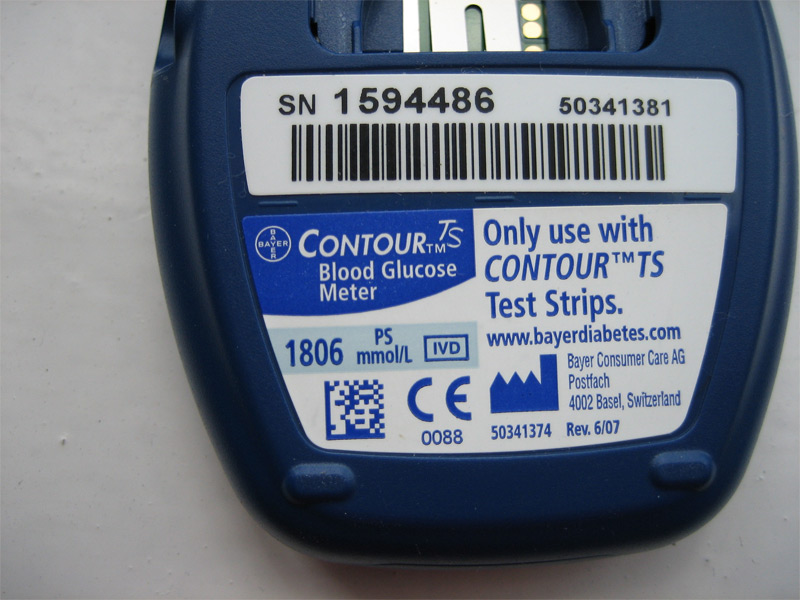 SN 1594486 50341381
BAYER
BAYER
CONTOUR™TS
Blood Glucose
Meter
Only use with
CONTOUR™TS
Test Strips.
www.bayerdiabetes.com
1806 PS mmol/L IVD
Bayer Consumer Care AG
Postfach
4002 Basel, Switzerland
CE
0088
50341374 Rev. 6/07